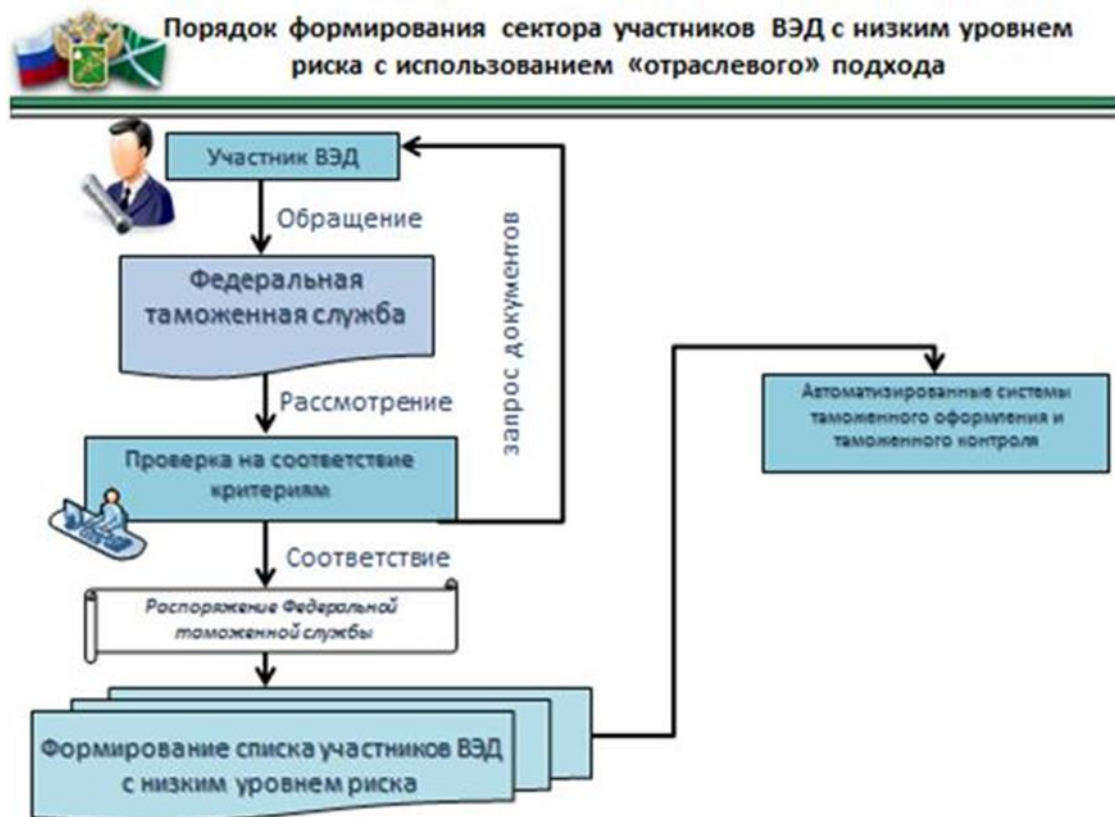 Порядок формирования сектора участников ВЭД с низким уровнем
риска с использованием «отраслевого» подхода
Участник ВЭД
Обращение
Федеральная
таможенная служба
Рассмотрение
запрос документов
Проверка на соответствие
критериям
Соответствие
Распоряжение Федеральной
таможенной службы
Формирование списка участников ВЭД
с низким уровнем риска
Автоматизированные системы
таможенного оформления и
таможенного контроля